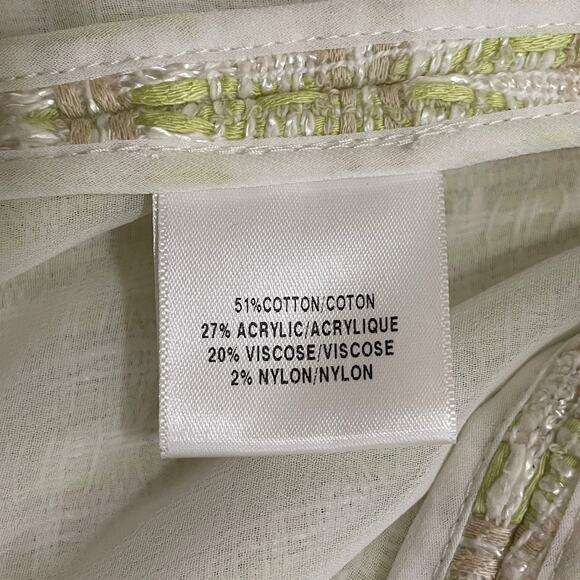 51%COTTON/COTON
27% ACRYLIC/ACRYLIQUE
20% VISCOSE/VISCOSE
2% NYLON/NYLON